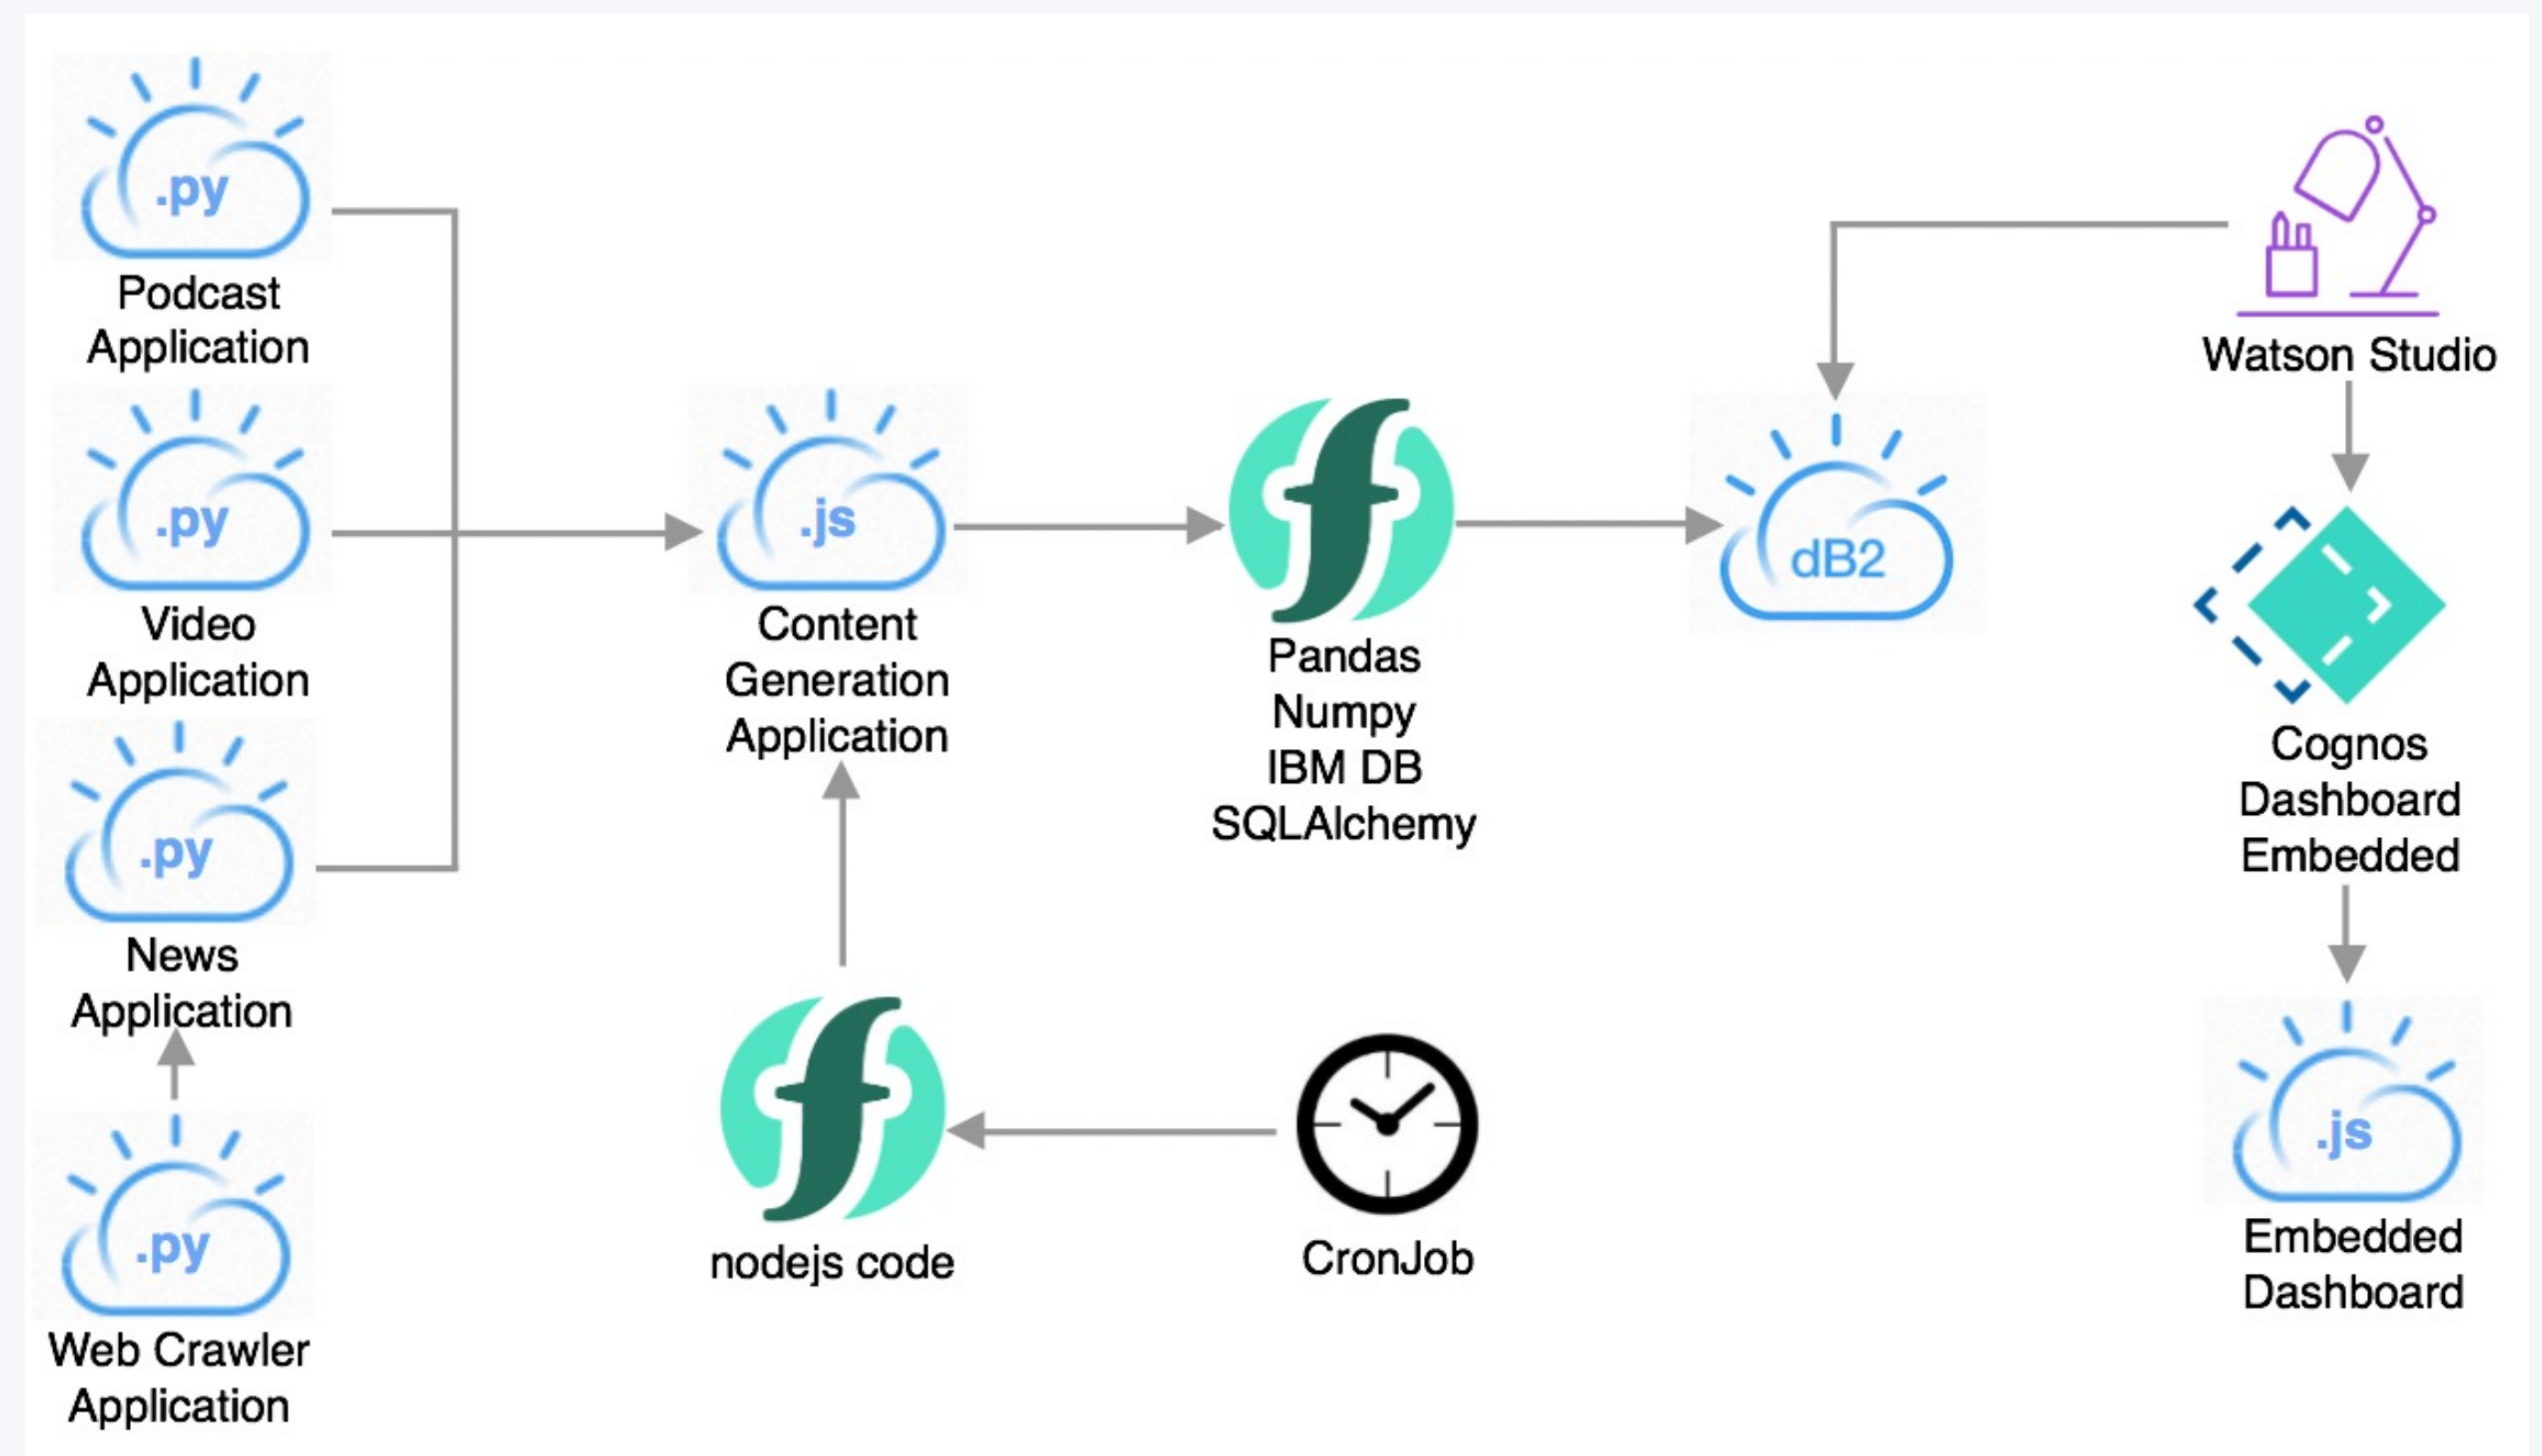 .py
Podcast
Application
.py
Video
Application
.py
News
Application
.py
Web Crawler
Application
.js
Content
Generation
Application
nodejs code
Pandas
Numpy
IBM DB
SQLAlchemy
CronJob
dB2
Watson Studio
Cognos
Dashboard
Embedded
.js
Embedded
Dashboard